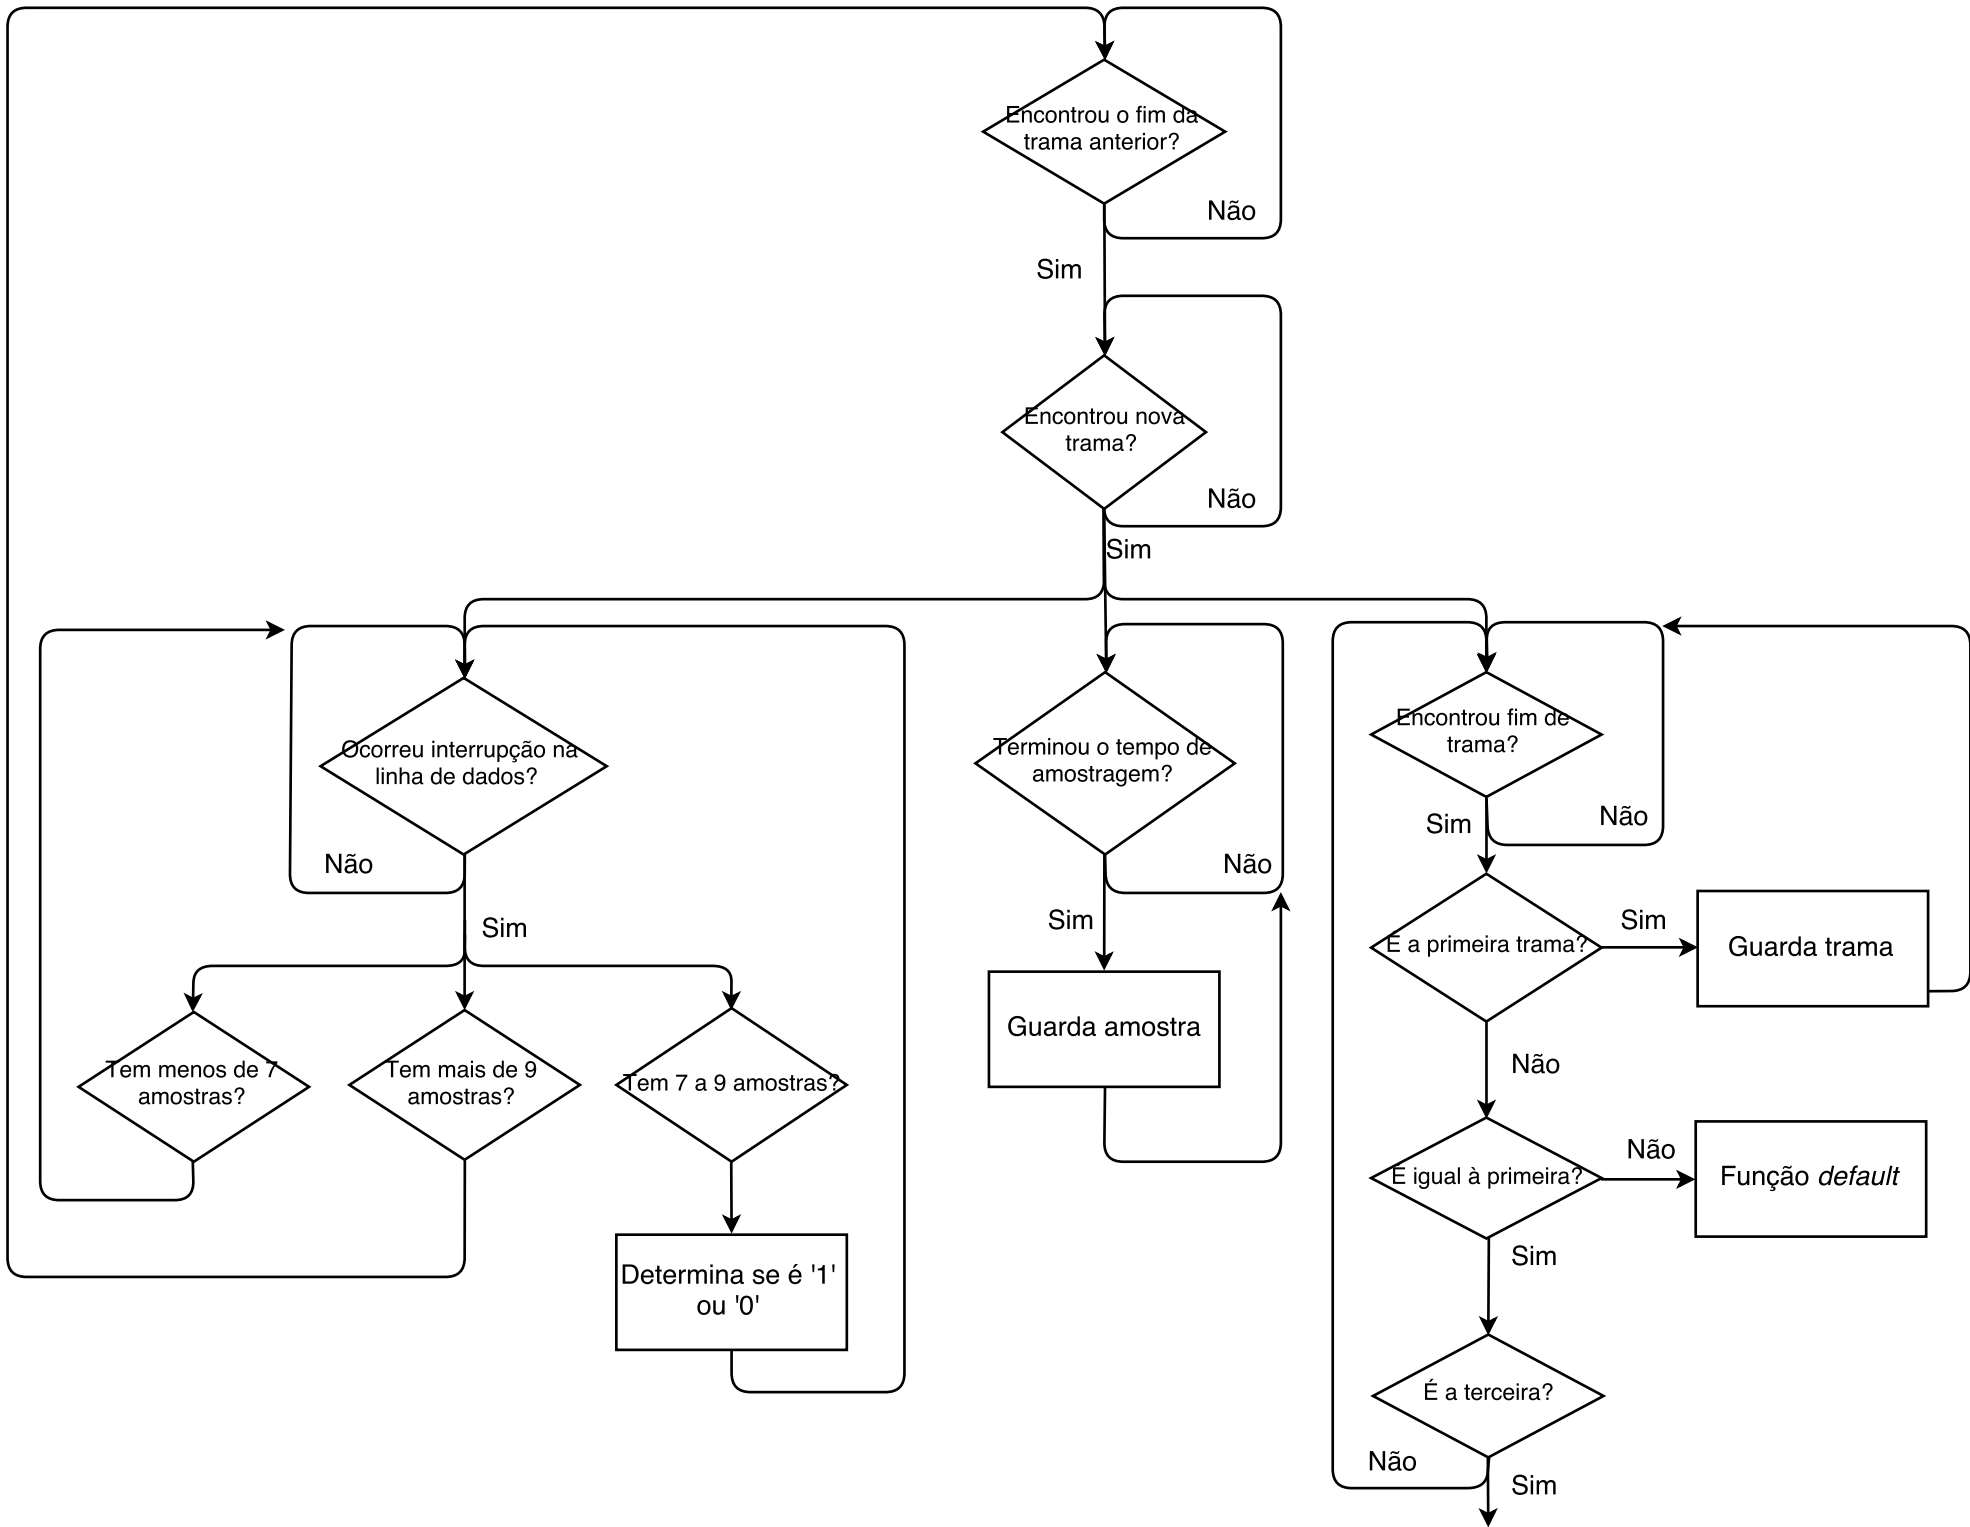 Encontrou o fim da
trama anterior?
Não
Sim
Encontrou nova
trama?
Não
Sim
Ocorreu interrupção na
linha de dados?
Não
Sim
Tem menos de 7
amostras?
Tem mais de 9
amostras?
Tem 7 a 9 amostras?
Determina se é '1'
ou '0'
Terminou o tempo de
amostragem?
Não
Sim
Guarda amostra
Encontrou fim de
trama?
Não
Sim
É a primeira trama?
Sim
Guarda trama
Não
É igual à primeira?
Não
Função default
Sim
É a terceira?
Não
Sim